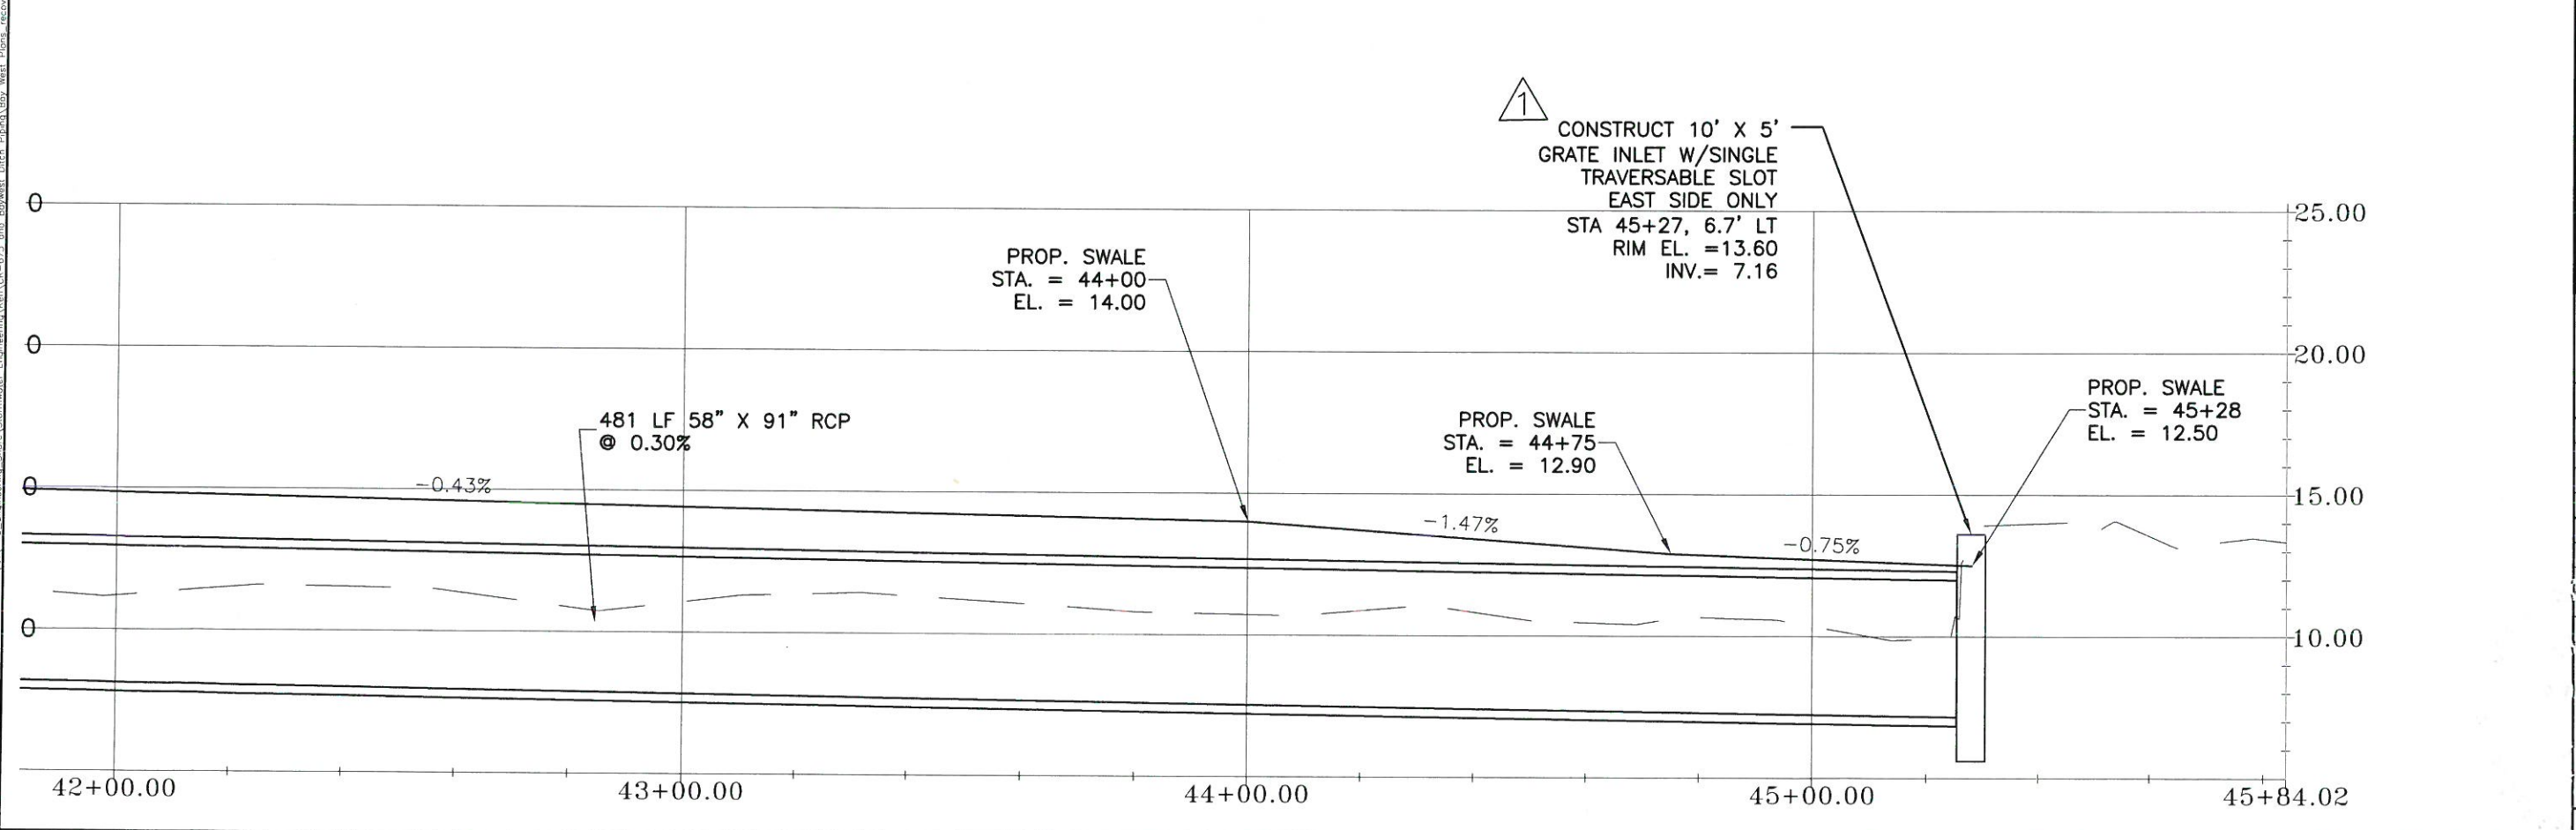 1
CONSTRUCT 10' X 5'
GRATE INLET W/SINGLE
TRAVERSABLE SLOT
EAST SIDE ONLY
STA 45+27, 6.7' LT
RIM EL. =13.60
INV.= 7.16
0
25.00
PROP. SWALE
STA. = 44+00
EL. = 14.00
0
20.00
481 LF 58" X 91" RCP
@ 0.30%
PROP. SWALE
STA. = 44+75
EL. = 12.90
PROP. SWALE
STA. = 45+28
EL. = 12.50
0
-0.43%
15.00
-1.47%
-0.75%
0
10.00
42+00.00
43+00.00
44+00.00
45+00.00
45+84.02